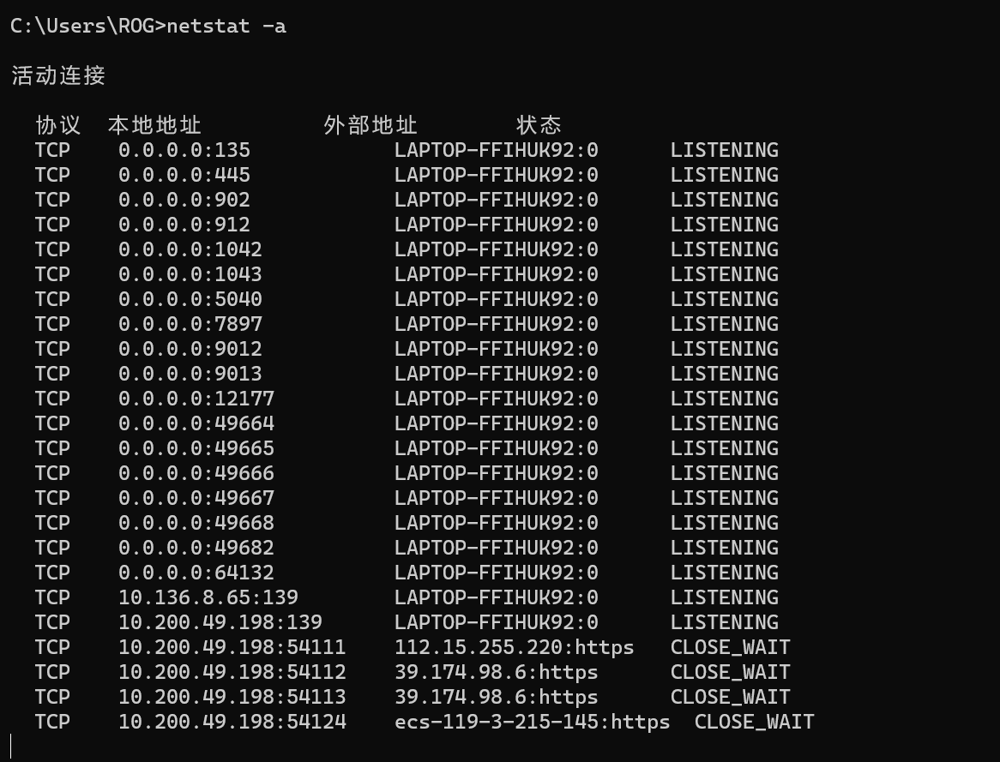 C:\Users\ROG>netstat -a
活动连接
协议 本地地址 外部地址 状态
TCP 0.0.0.0:135 LAPTOP-FFIHUK92:0 LISTENING
TCP 0.0.0.0:445 LAPTOP-FFIHUK92:0 LISTENING
TCP 0.0.0.0:902 LAPTOP-FFIHUK92:0 LISTENING
TCP 0.0.0.0:912 LAPTOP-FFIHUK92:0 LISTENING
TCP 0.0.0.0:1042 LAPTOP-FFIHUK92:0 LISTENING
TCP 0.0.0.0:1043 LAPTOP-FFIHUK92:0 LISTENING
TCP 0.0.0.0:5040 LAPTOP-FFIHUK92:0 LISTENING
TCP 0.0.0.0:7897 LAPTOP-FFIHUK92:0 LISTENING
TCP 0.0.0.0:9012 LAPTOP-FFIHUK92:0 LISTENING
TCP 0.0.0.0:9013 LAPTOP-FFIHUK92:0 LISTENING
TCP 0.0.0.0:12177 LAPTOP-FFIHUK92:0 LISTENING
TCP 0.0.0.0:49664 LAPTOP-FFIHUK92:0 LISTENING
TCP 0.0.0.0:49665 LAPTOP-FFIHUK92:0 LISTENING
TCP 0.0.0.0:49666 LAPTOP-FFIHUK92:0 LISTENING
TCP 0.0.0.0:49667 LAPTOP-FFIHUK92:0 LISTENING
TCP 0.0.0.0:49668 LAPTOP-FFIHUK92:0 LISTENING
TCP 0.0.0.0:49682 LAPTOP-FFIHUK92:0 LISTENING
TCP 0.0.0.0:64132 LAPTOP-FFIHUK92:0 LISTENING
TCP 10.136.8.65:139 LAPTOP-FFIHUK92:0 LISTENING
TCP 10.200.49.198:139 LAPTOP-FFIHUK92:0 LISTENING
TCP 10.200.49.198:54111 112.15.255.220:https CLOSE_WAIT
TCP 10.200.49.198:54112 39.174.98.6:https CLOSE_WAIT
TCP 10.200.49.198:54113 39.174.98.6:https CLOSE_WAIT
TCP 10.200.49.198:54124 ecs-119-3-215-145:https CLOSE_WAIT